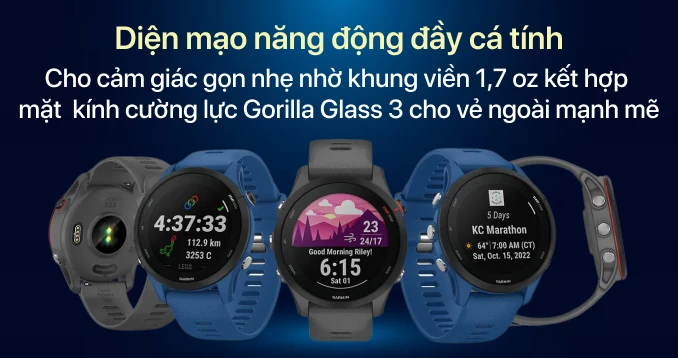 Diện mạo năng động đầy cá tính
Cho cảm giác gọn nhẹ nhờ khung viền 1,7 oz kết hợp
mặt kính cường lực Gorilla Glass 3 cho vẻ ngoài mạnh mẽ
4:37:33
112.9 km
3253 C
LEGS
GARMIN
23
24/17
Good Morning Riley!
6:15
Sat 01
GARMIN
5 Days
KC Marathon
64° 7:00 AM (CT)
Sat, Oct. 15, 2022
GARMIN